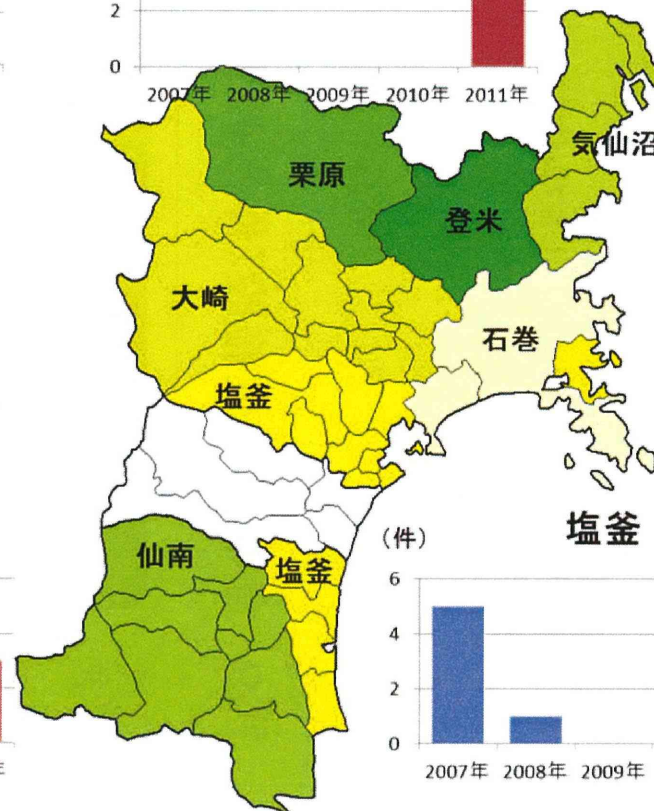 2
0
2007年 2008年 2009年 2010年 2011年
気仙沼
栗原
登米
大崎
石巻
塩釜
塩釜
(件)
仙南
塩釜
6
4
2
0
2007年 2008年 2009年
年